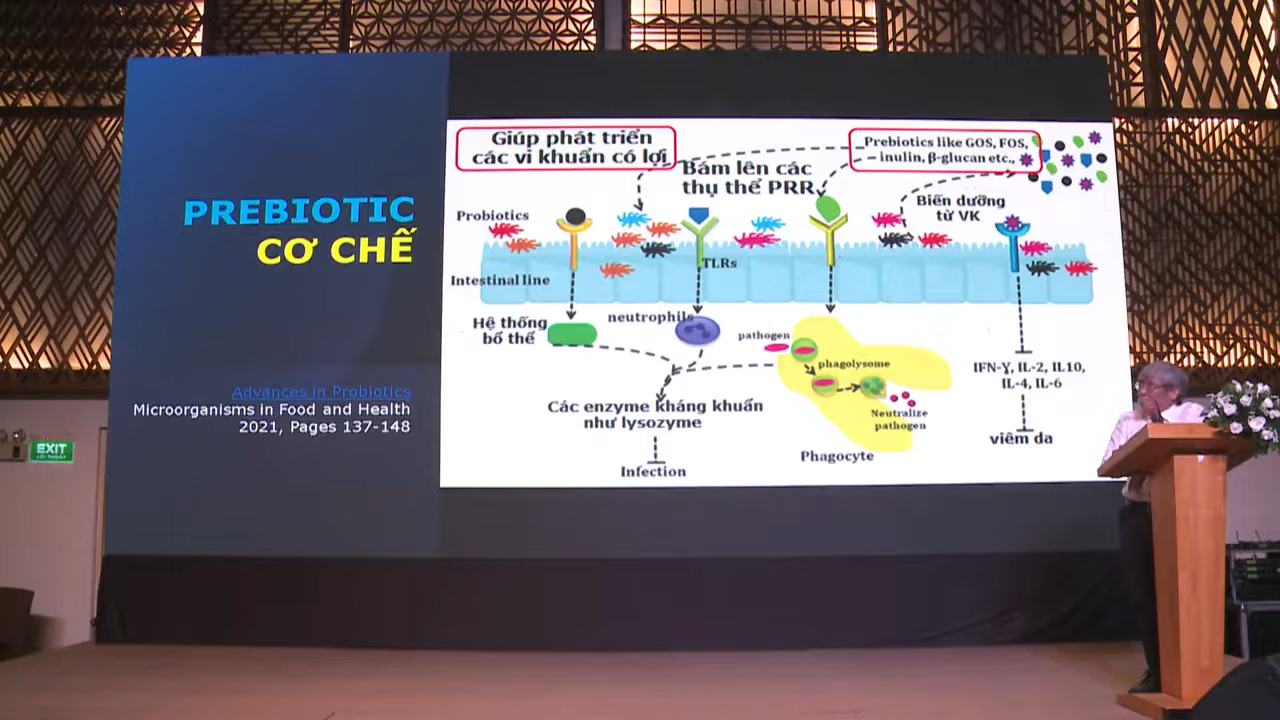 PREBIOTIC
CƠ CHẾ
Advances in Probiotics
Microorganisms in Food and Health
2021, Pages 137-148
Giúp phát triển
các vi khuẩn có lợi
Prebiotics like GOS, FOS,
inulin, β-glucan etc.,
Bám lên các
thụ thể PRR
Biến dưỡng
từ VK
Probiotics
TLRs
Intestinal line
Hệ thống
bổ thể
neutrophils
pathogen
phagolysome
Neutralize
pathogen
Phagocyte
Các enzyme kháng khuẩn
như lysozyme
Infection
IFN-Y, IL-2, IL10,
IL-4, IL-6
viêm da
EXIT
LỐI THOÁT